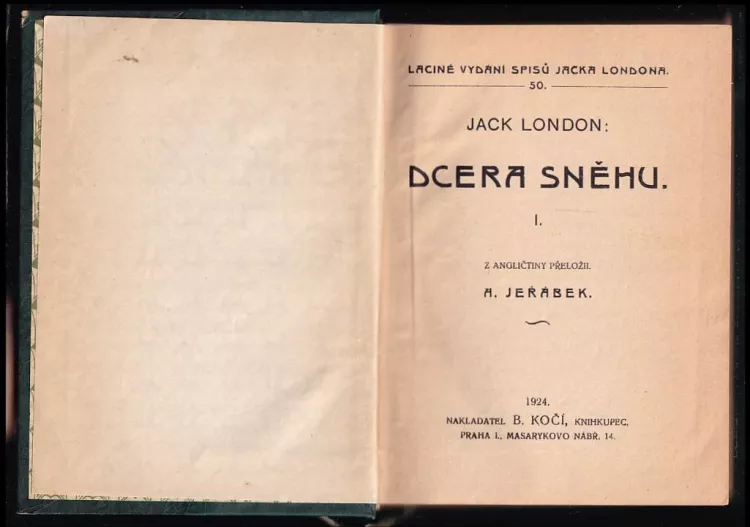 LACINÉ VYDÁNÍ SPISŮ JACKA LONDONA.
50.
JACK LONDON:
DCERA SNĚHU.
I.
Z ANGLIČTINY PŘELOŽIL
A. JEŘÁBEK.
1924.
NAKLADATEL B. KOČÍ, KNIHKUPEC,
PRAHA I., MASARYKOVO NÁBŘ. 14.